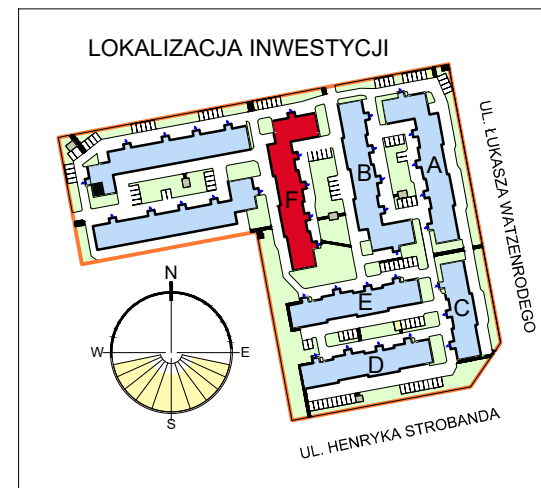 LOKALIZACJA INWESTYCJI
UL. ŁUKASZA WATZENRODEGO
A
B
F
C
E
D
N
W
E
S
UL. HENRYKA STROBANDA